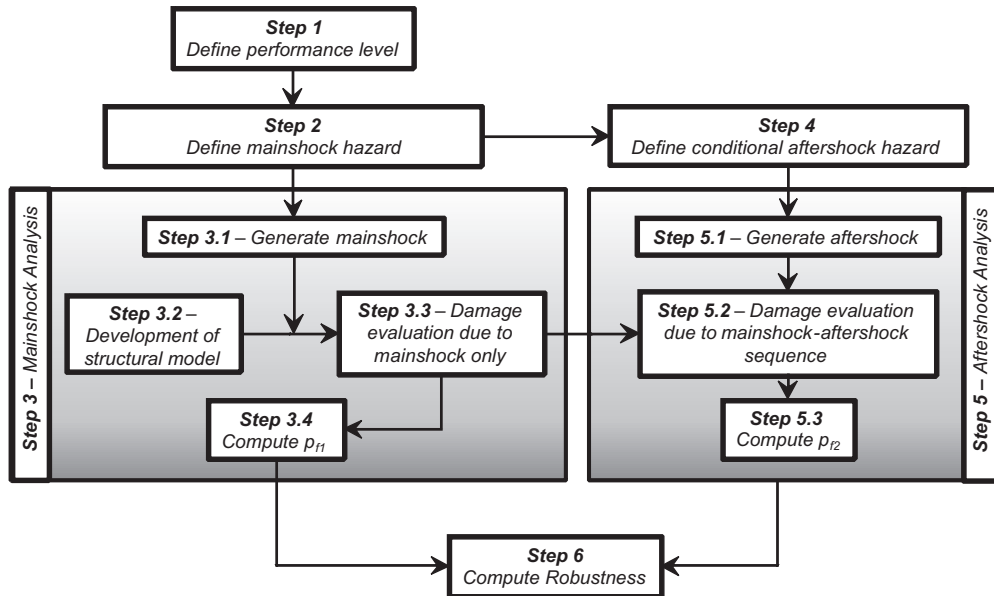 Step 1
Define performance level
Step 2
Define mainshock hazard
Step 4
Define conditional aftershock hazard
Step 3 – Mainshock Analysis
Step 3.1 – Generate mainshock
Step 3.2 –
Development of
structural model
Step 3.3 – Damage
evaluation due to
mainshock only
Step 3.4
Compute pf1
Step 5.1 – Generate aftershock
Step 5.2 – Damage evaluation
due to mainshock-aftershock
sequence
Step 5.3
Compute pf2
Step 5 – Aftershock Analysis
Step 6
Compute Robustness